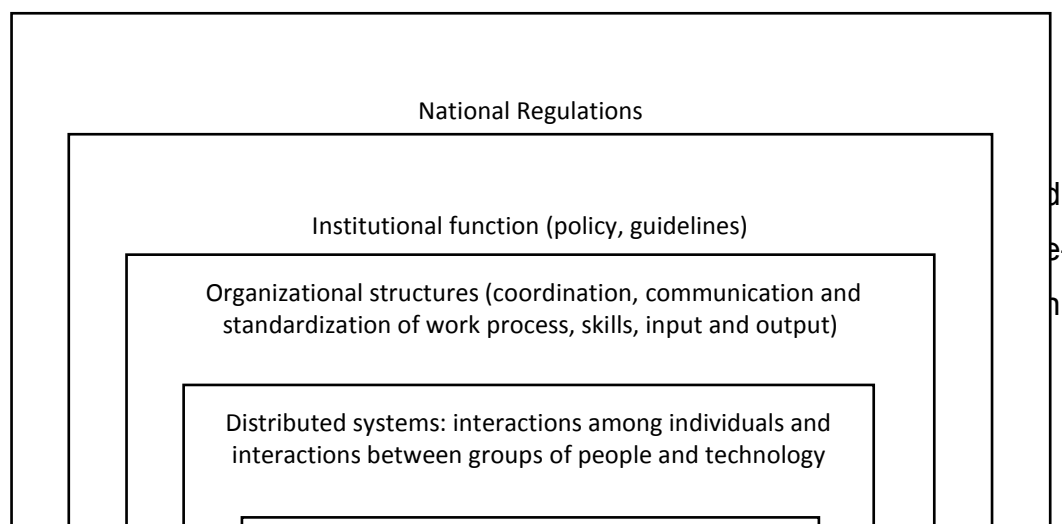 National Regulations
Institutional function (policy, guidelines)
Organizational structures (coordination, communication and
standardization of work process, skills, input and output)
Distributed systems: interactions among individuals and
interactions between groups of people and technology